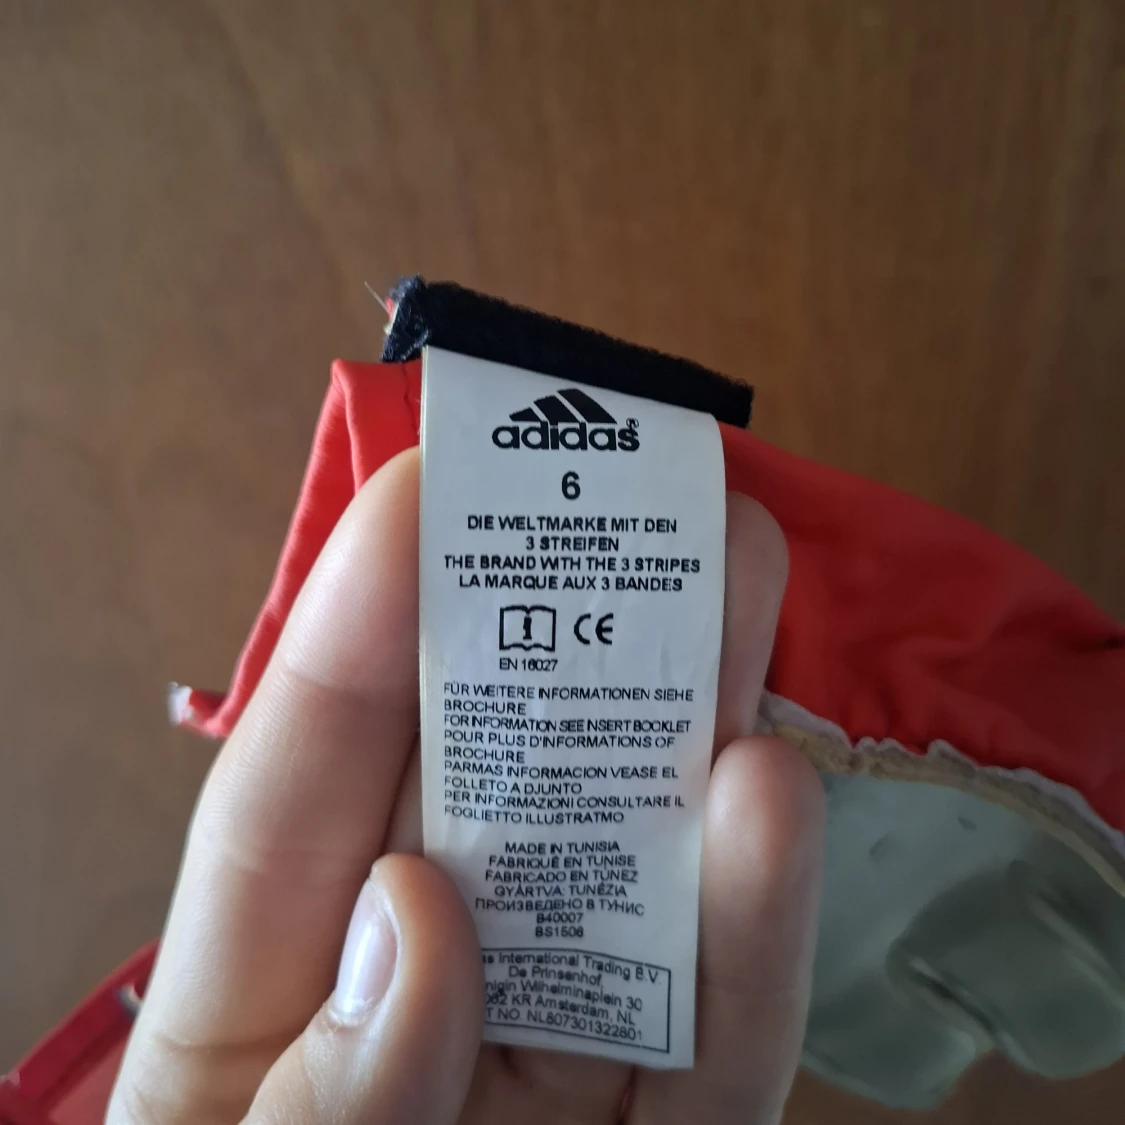 adidas®
6
DIE WELTMARKE MIT DEN
3 STREIFEN
THE BRAND WITH THE 3 STRIPES
LA MARQUE AUX 3 BANDES
i CE
EN 16027
FÜR WEITERE INFORMATIONEN SIEHE
BROCHURE
FOR INFORMATION SEE INSERT BOOKLET
POUR PLUS D'INFORMATIONS OF
BROCHURE
PARMAS INFORMACION VEASE EL
FOLLETO A DJUNTO
PER INFORMAZIONI CONSULTARE IL
FOGLIETTO ILLUSTRATMO
MADE IN TUNISIA
FABRIQUÉ EN TUNISE
FABRICADO EN TÚNEZ
GYÁRTVA: TUNÉZIA
ПРОИЗВЕДЕНО В ТУНИС
B40007
BS1506
International Trading B.V.
De Prinsenhof,
Wilhelminaplein 30
KR Amsterdam, NL
NO. NL807301322801